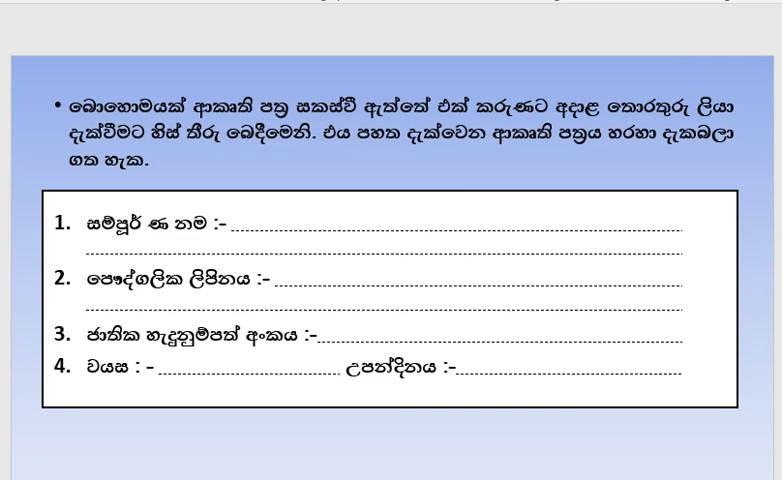 • බොහොමයක් ආකෘති පත්‍ර සකස්වී ඇත්තේ එක් කරුණට අදාළ තොරතුරු ලියා
දැක්වීමට හිස් තීරු බෙදීමෙනි. එය පහත දැක්වෙන ආකෘති පත්‍රය හරහා දැකබලා
ගත හැක.
1. සම්පූර් ණ නම :- ....................
....................
2. පෞද්ගලික ලිපිනය :- ....................
....................
3. ජාතික හැදුනුම්පත් අංකය :-....................
4. වයස : - .................... උපන්දිනය :-....................